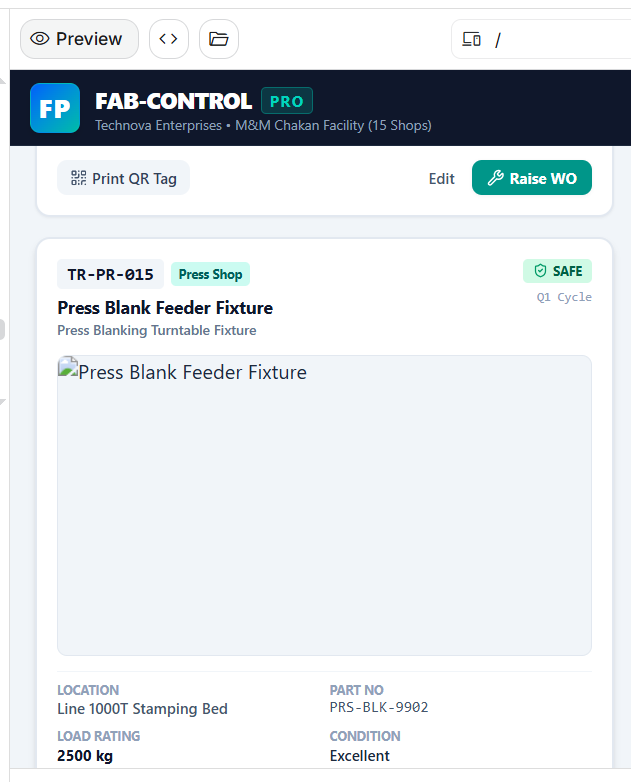 Preview
/
FP
FAB-CONTROL PRO
Technova Enterprises • M&M Chakan Facility (15 Shops)
Print QR Tag
Edit
Raise WO
TR-PR-015
Press Shop
SAFE
Q1 Cycle
Press Blank Feeder Fixture
Press Blanking Turntable Fixture
Press Blank Feeder Fixture
LOCATION
Line 1000T Stamping Bed
PART NO
PRS-BLK-9902
LOAD RATING
2500 kg
CONDITION
Excellent